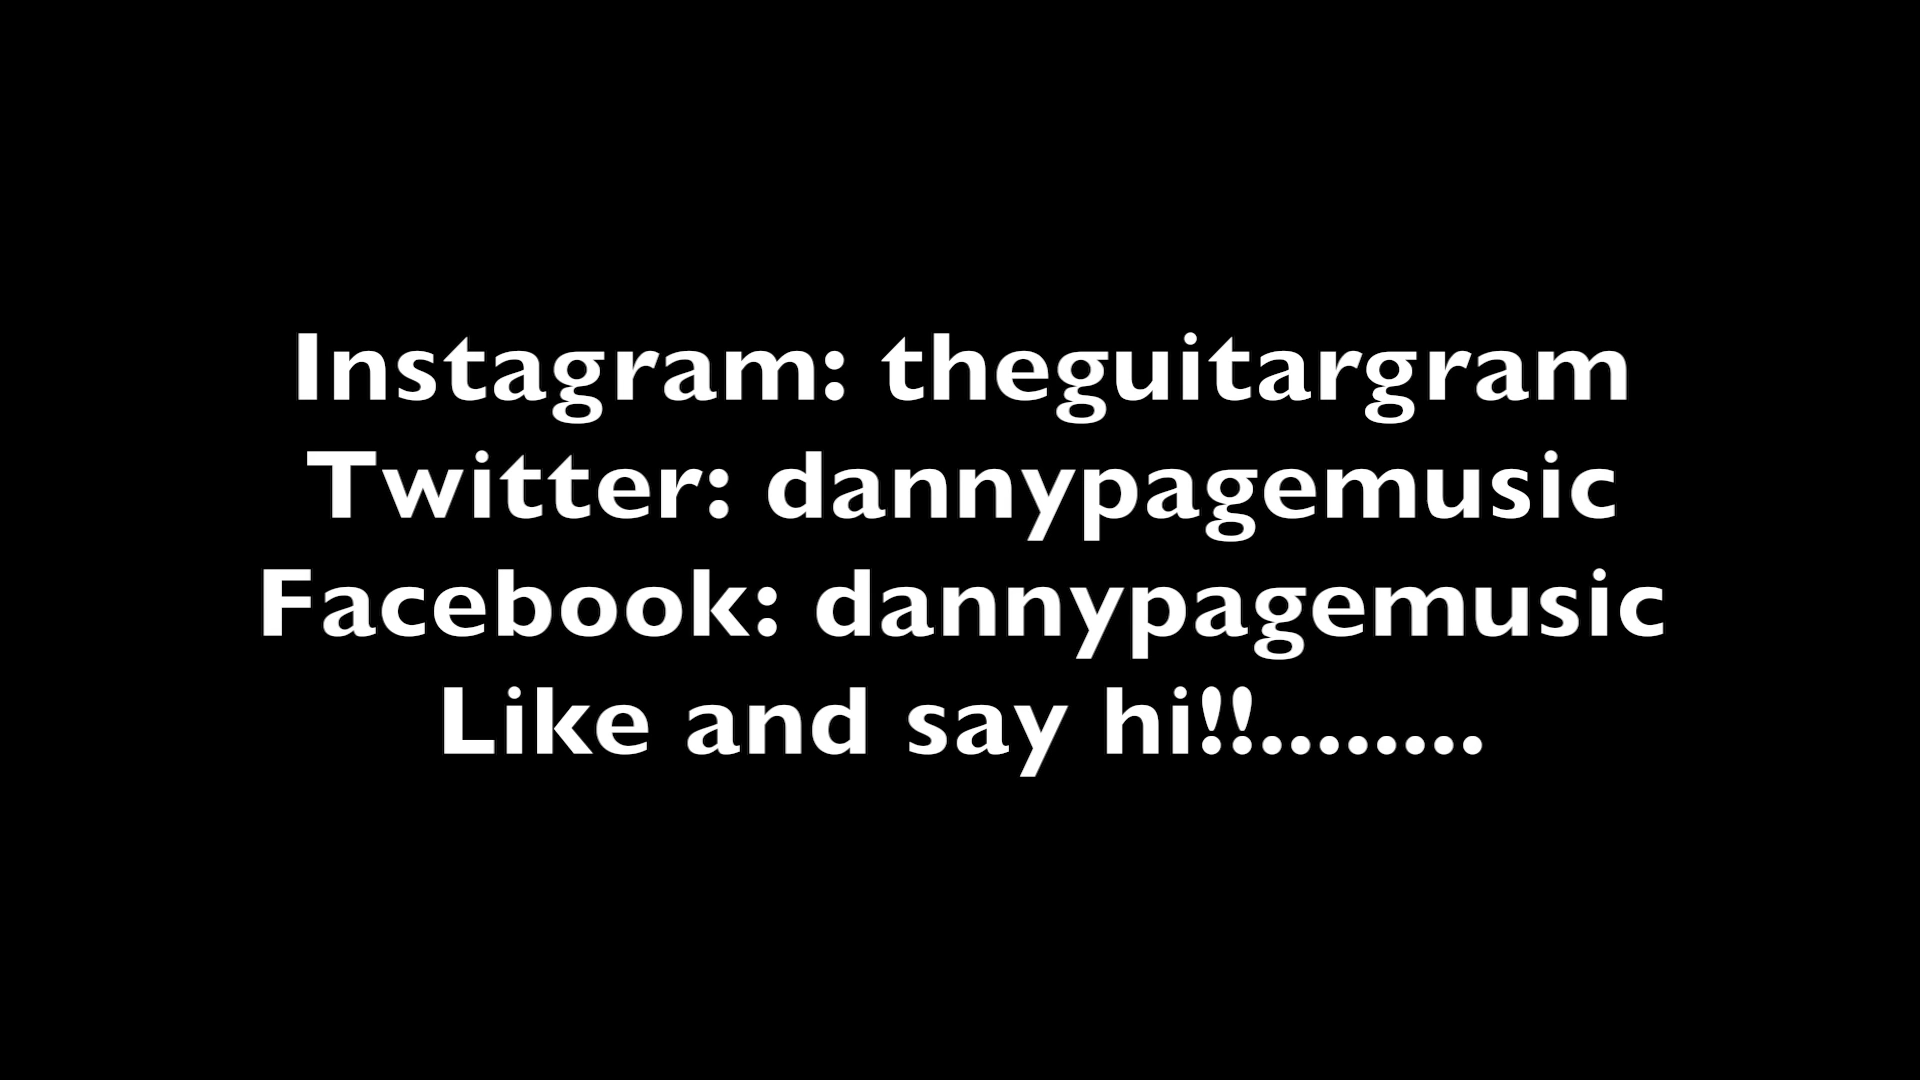 Instagram: theguitargram
Twitter: dannypagemusic
Facebook: dannypagemusic
Like and say hi!!........